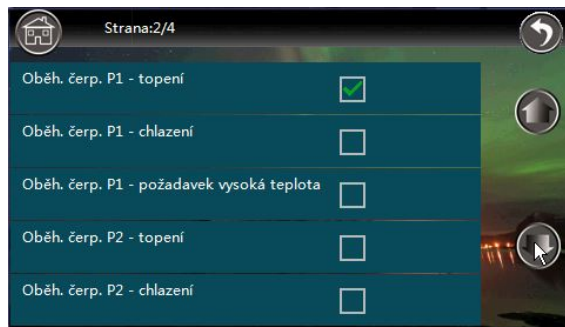 Strana:2/4
Oběh. čerp. P1 - topení
Oběh. čerp. P1 - chlazení
Oběh. čerp. P1 - požadavek vysoká teplota
Oběh. čerp. P2 - topení
Oběh. čerp. P2 - chlazení